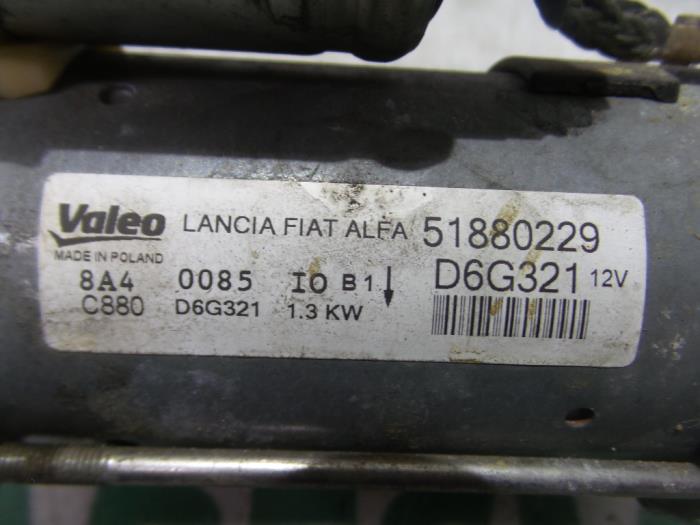 Valeo LANCIA FIAT ALFA 51880229
MADE IN POLAND
8A4 0085 IO B1 D6G321 12V
C880 D6G321 1.3 KW